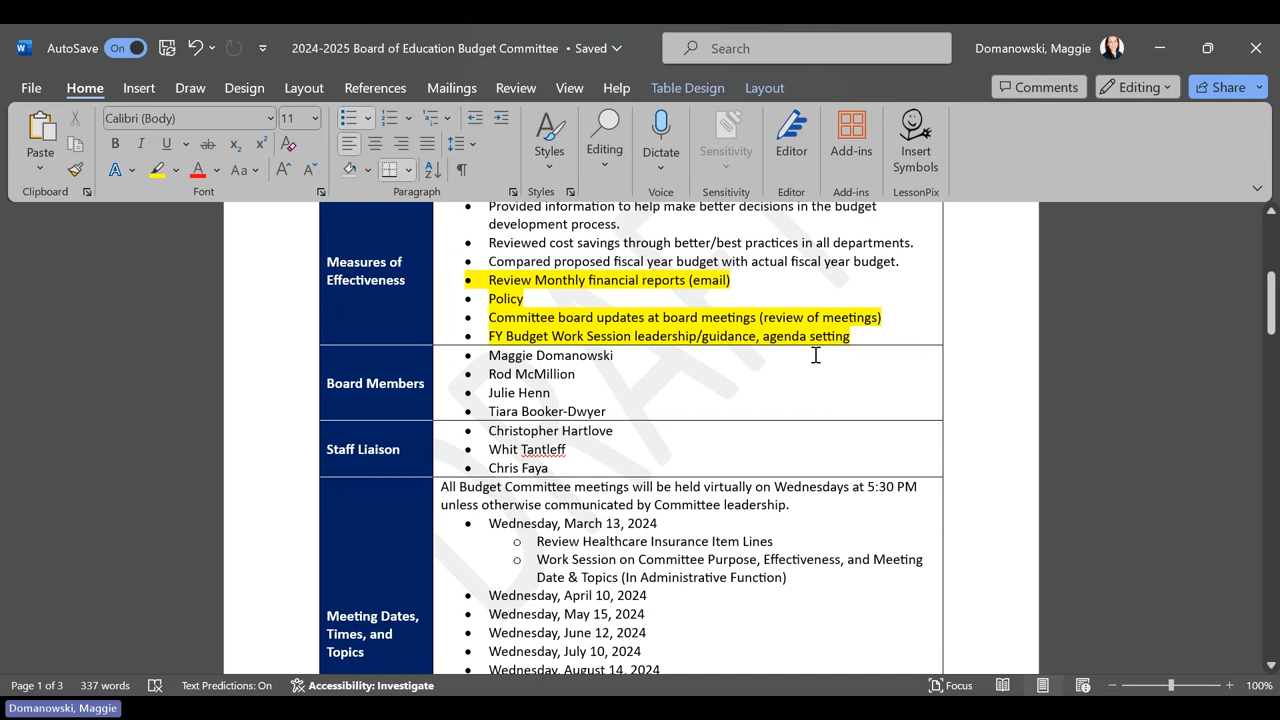 AutoSave On 2024-2025 Board of Education Budget Committee • Saved Search Domanowski, Maggie
File Home Insert Draw Design Layout References Mailings Review View Help Table Design Layout Comments Editing Share
Calibri (Body) 11
Paste
Styles
Editing
Dictate
Sensitivity
Editor
Add-ins
Insert
Symbols
Clipboard Font Paragraph Styles Voice Sensitivity Editor Add-ins LessonPix
Measures of
Effectiveness
• Provided information to help make better decisions in the budget
development process.
• Reviewed cost savings through better/best practices in all departments.
• Compared proposed fiscal year budget with actual fiscal year budget.
• Review Monthly financial reports (email)
• Policy
• Committee board updates at board meetings (review of meetings)
• FY Budget Work Session leadership/guidance, agenda setting
Board Members
• Maggie Domanowski
• Rod McMillion
• Julie Henn
• Tiara Booker-Dwyer
Staff Liaison
• Christopher Hartlove
• Whit Tantleff
• Chris Faya
Meeting Dates,
Times, and
Topics
All Budget Committee meetings will be held virtually on Wednesdays at 5:30 PM
unless otherwise communicated by Committee leadership.
• Wednesday, March 13, 2024
o Review Healthcare Insurance Item Lines
o Work Session on Committee Purpose, Effectiveness, and Meeting
Date & Topics (In Administrative Function)
• Wednesday, April 10, 2024
• Wednesday, May 15, 2024
• Wednesday, June 12, 2024
• Wednesday, July 10, 2024
• Wednesday, August 14, 2024
DRAFT
Page 1 of 3 337 words Text Predictions: On Accessibility: Investigate Focus 100%
Domanowski, Maggie